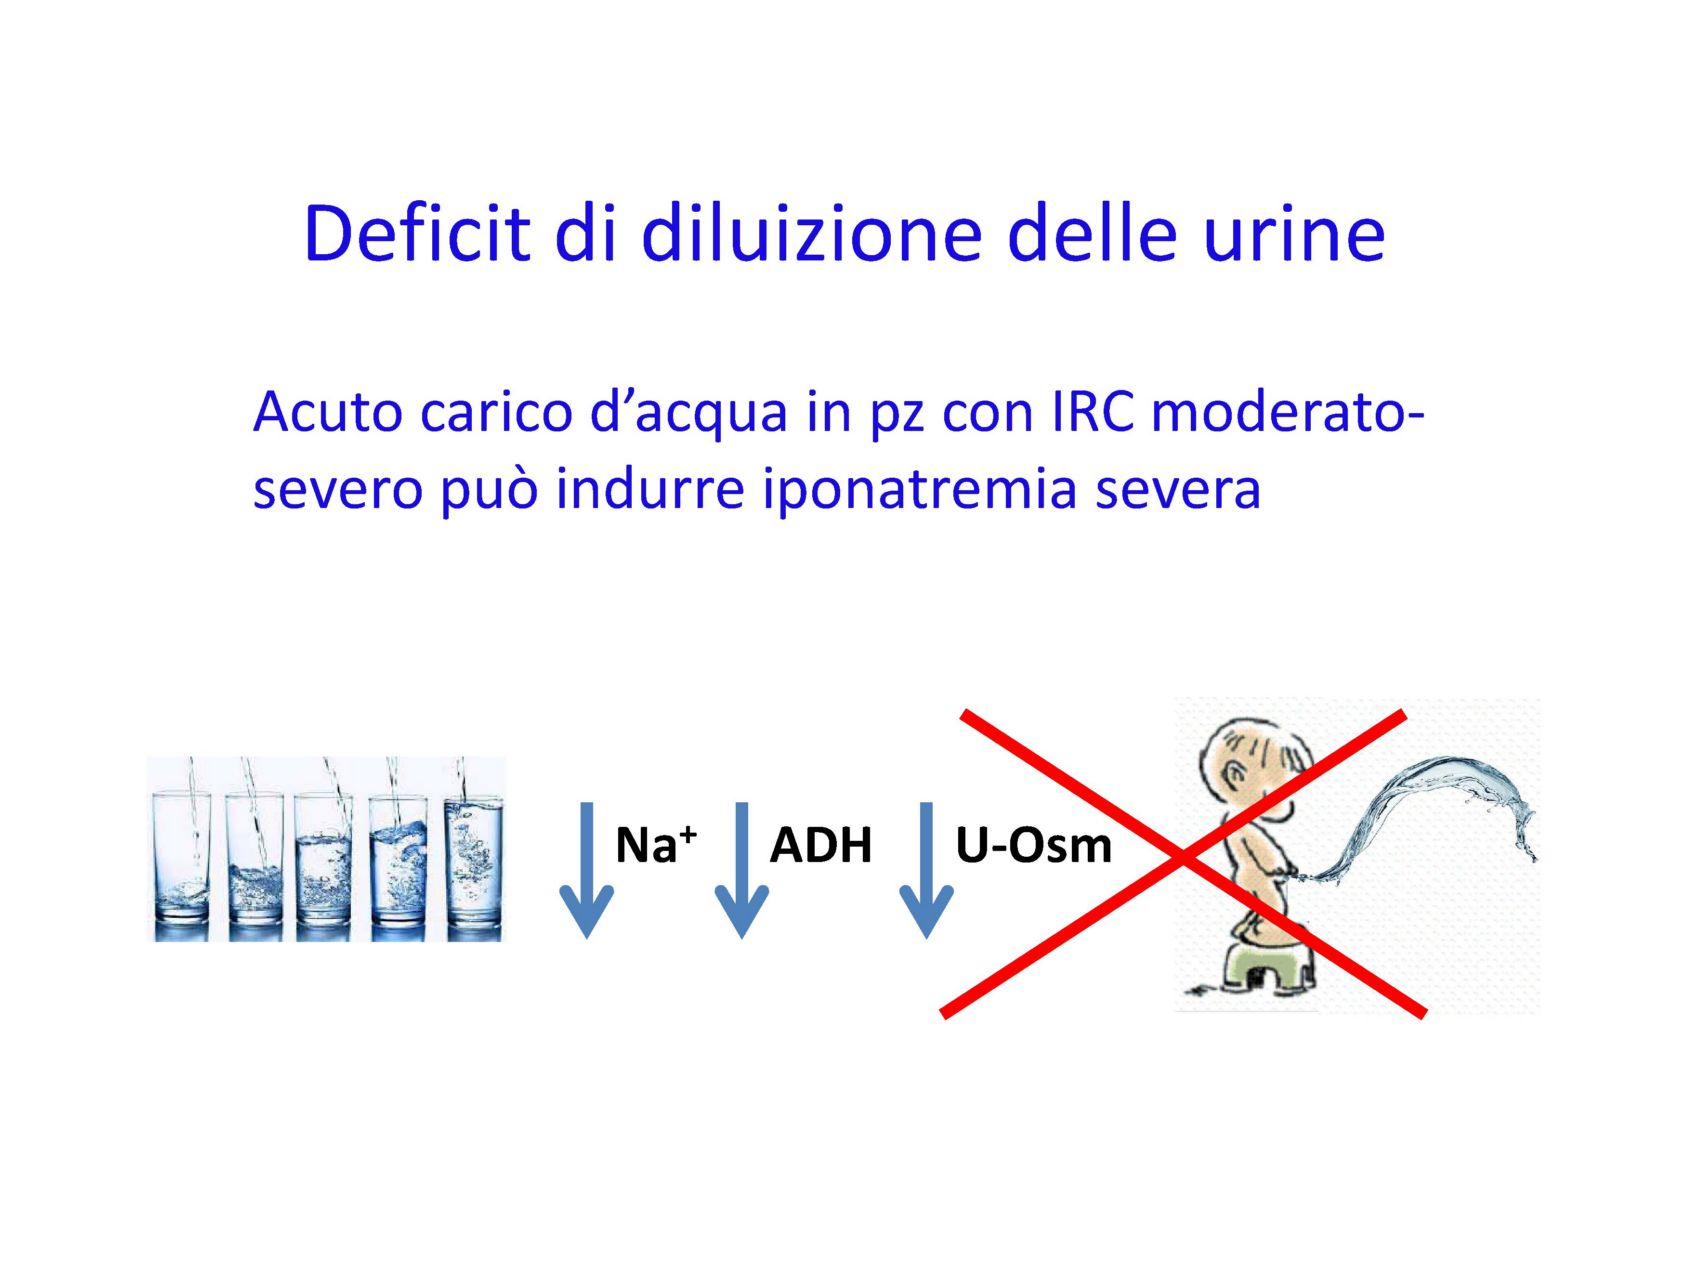 Deficit di diluizione delle urine
Acuto carico d’acqua in pz con IRC moderato-
severo può indurre iponatremia severa
Na⁺ ADH U-Osm